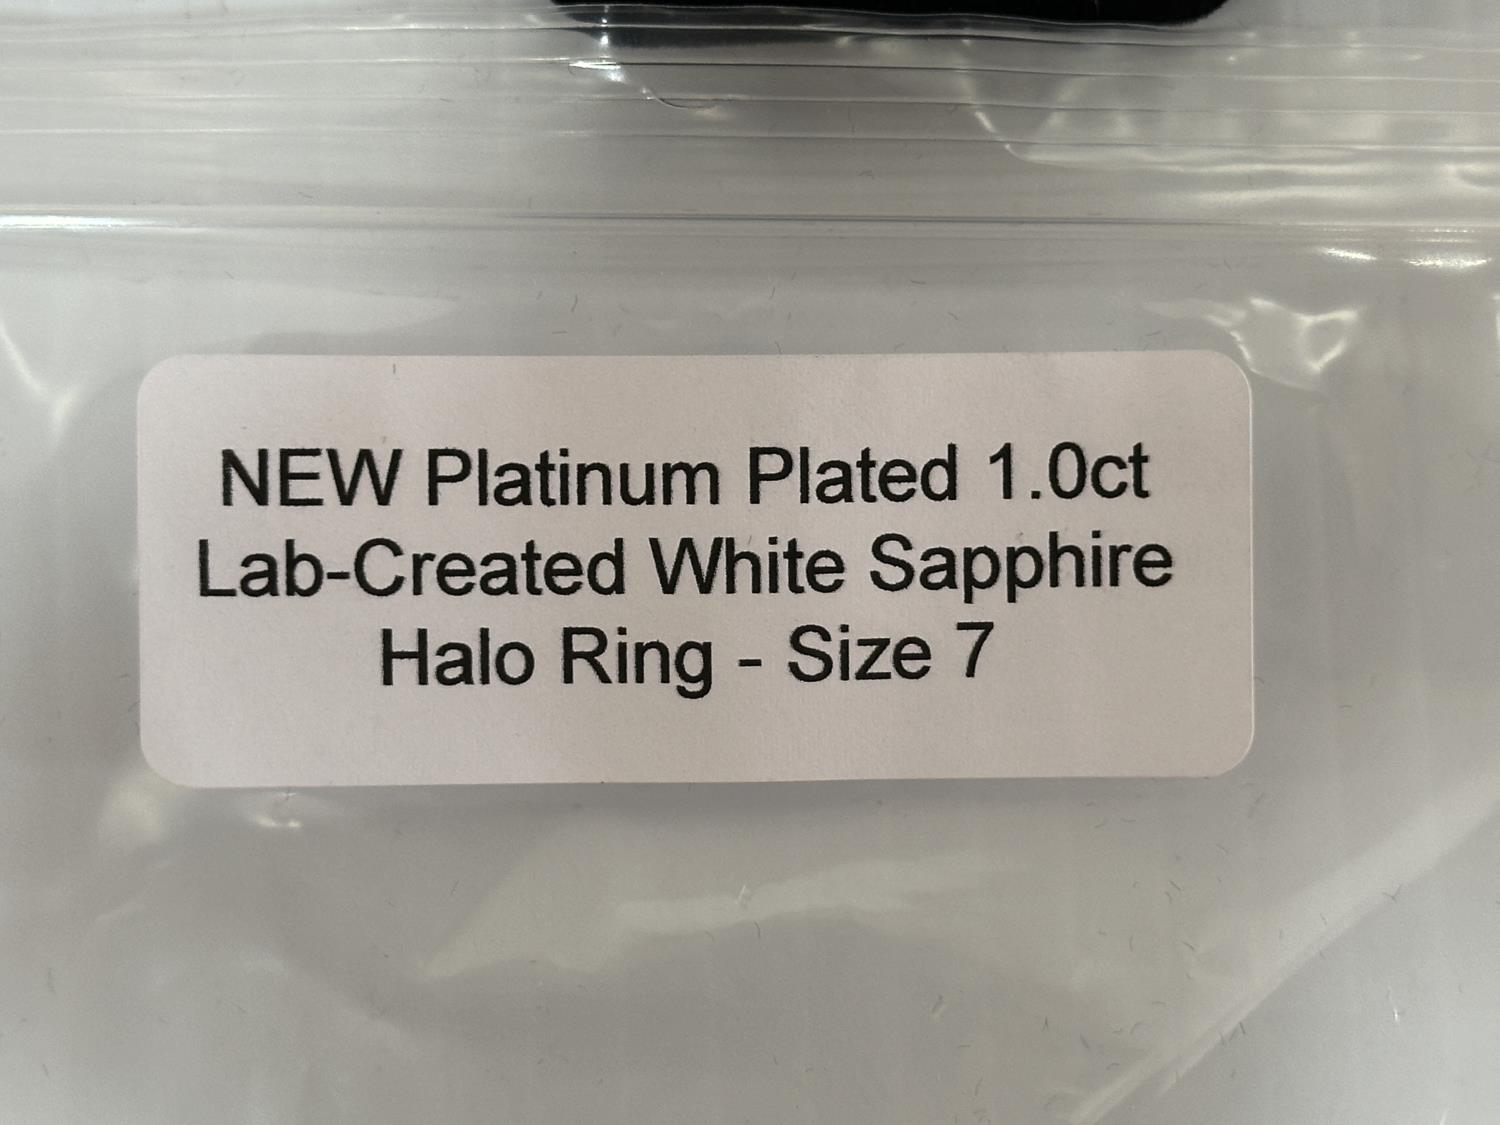 NEW Platinum Plated 1.0ct
Lab-Created White Sapphire
Halo Ring - Size 7